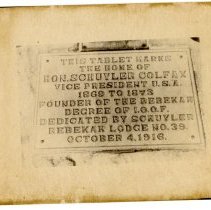 THIS TABLET MARKS
THE HOME OF
HON. SCHUYLER COLFAX
VICE PRESIDENT U.S.A.
1869 TO 1873
FOUNDER OF THE REBEKAH
DEGREE OF I.O.O.F.
DEDICATED BY SCHUYLER
REBEKAH LODGE NO. 39.
OCTOBER 4, 1916.